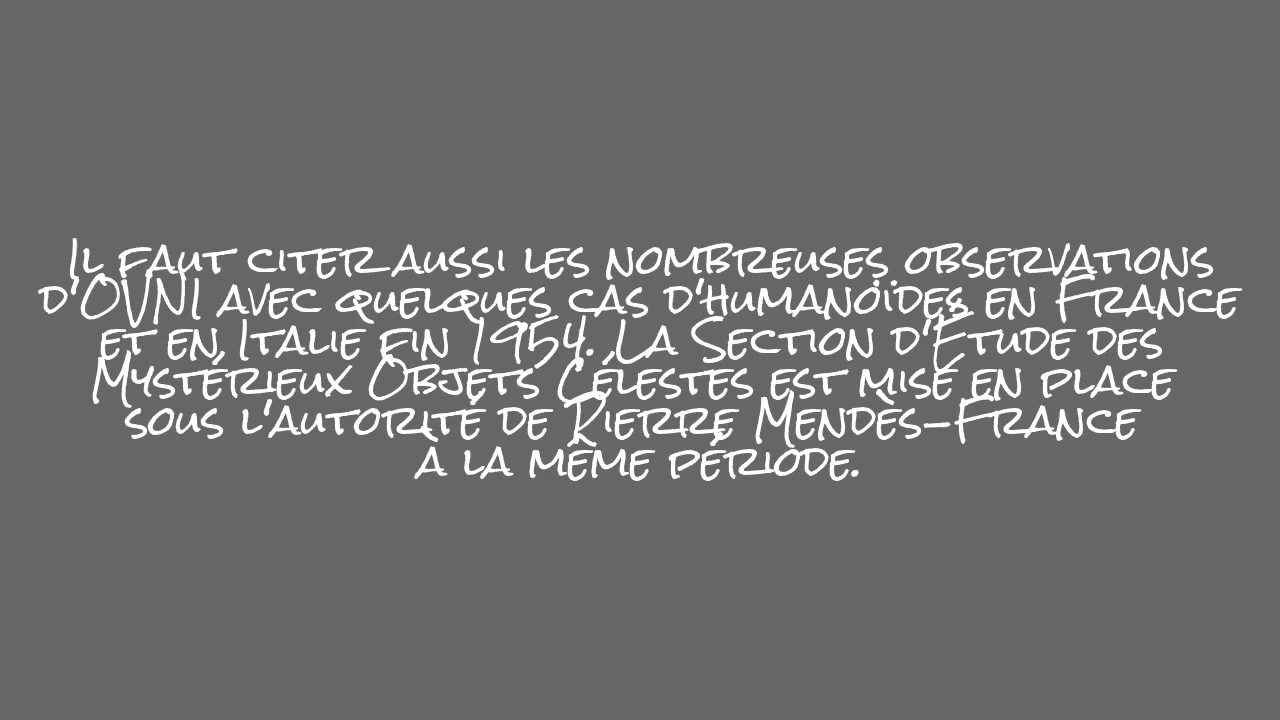 Il faut citer aussi les nombreuses observations
d'OVNI avec quelques cas d'humanoïdes en France
et en Italie fin 1954. La Section d'Étude des
Mystérieux Objets Célestes est mise en place
sous l'autorité de Pierre Mendès-France
à la même période.